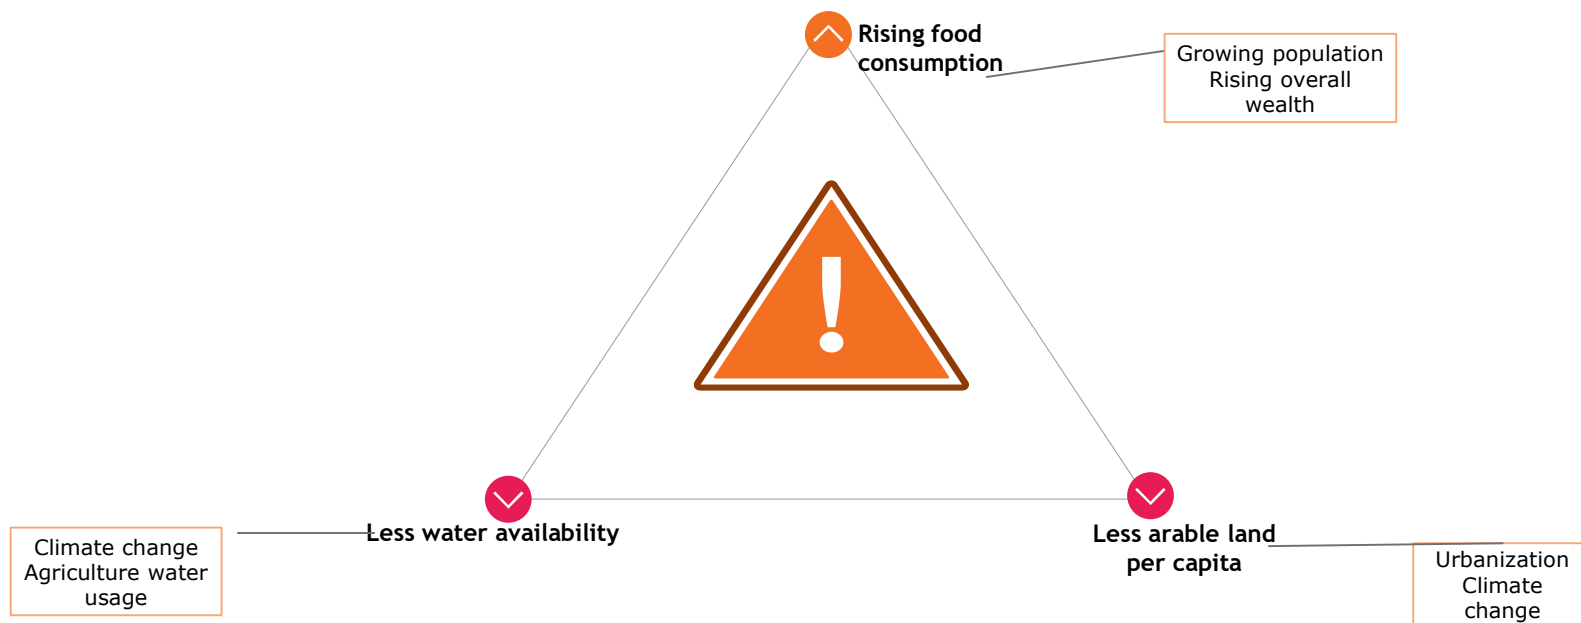 Rising food
consumption
Growing population
Rising overall
wealth
!
Less water availability
Climate change
Agriculture water
usage
Less arable land
per capita
Urbanization
Climate
change